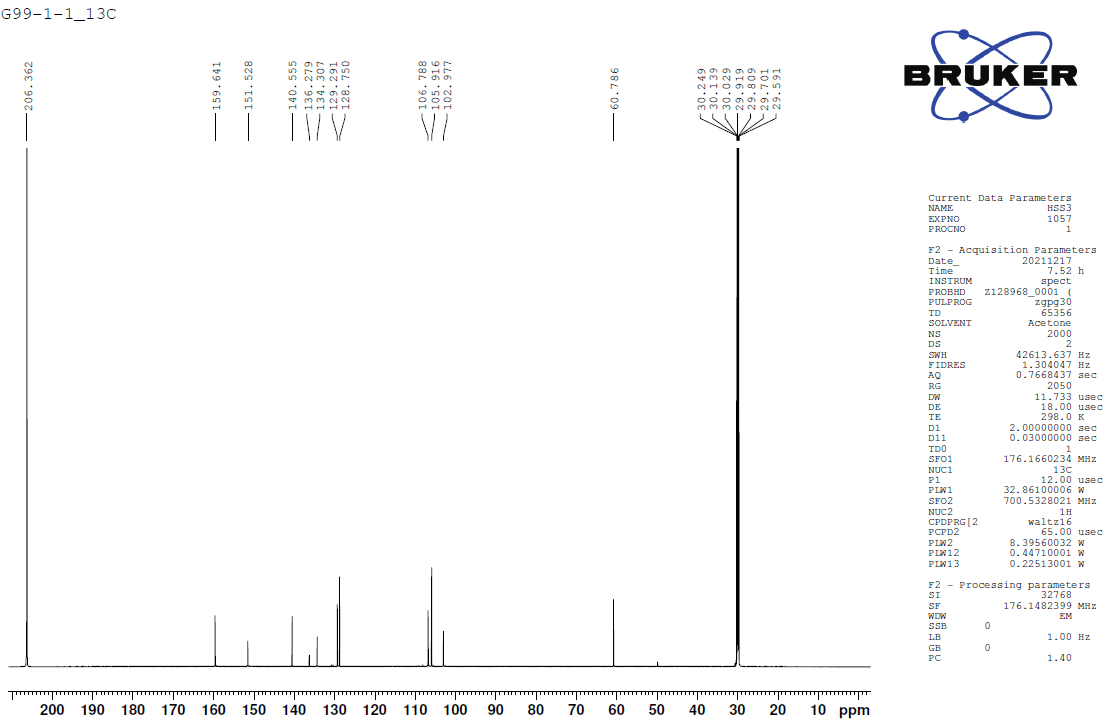 G99-1-1_13C
206.362
159.641
151.528
140.555
136.279
134.307
129.291
128.750
106.788
105.916
102.977
60.786
30.249
30.139
30.029
29.919
29.809
29.701
29.591
BRUKER
Current Data Parameters
NAME HSS3
EXPNO 1057
PROCNO 1
F2 - Acquisition Parameters
Date_ 20211217
Time 7.52 h
INSTRUM spect
PROBHD Z128968_0001 (
PULPROG zgpg30
TD 65356
SOLVENT Acetone
NS 2000
DS 2
SWH 42613.637 Hz
FIDRES 1.304047 Hz
AQ 0.7668437 sec
RG 2050
DW 11.733 usec
DE 18.00 usec
TE 298.0 K
D1 2.00000000 sec
D11 0.03000000 sec
TD0 1
SFO1 176.1660234 MHz
NUC1 13C
P1 12.00 usec
PLW1 32.86100006 W
SFO2 700.5328021 MHz
NUC2 1H
CPDPRG[2 waltz16
PCPD2 65.00 usec
PLW2 8.39560032 W
PLW12 0.44710001 W
PLW13 0.22513001 W
F2 - Processing parameters
SI 32768
SF 176.1482399 MHz
WDW EM
SSB 0
LB 1.00 Hz
GB 0
PC 1.40
200 190 180 170 160 150 140 130 120 110 100 90 80 70 60 50 40 30 20 10 ppm